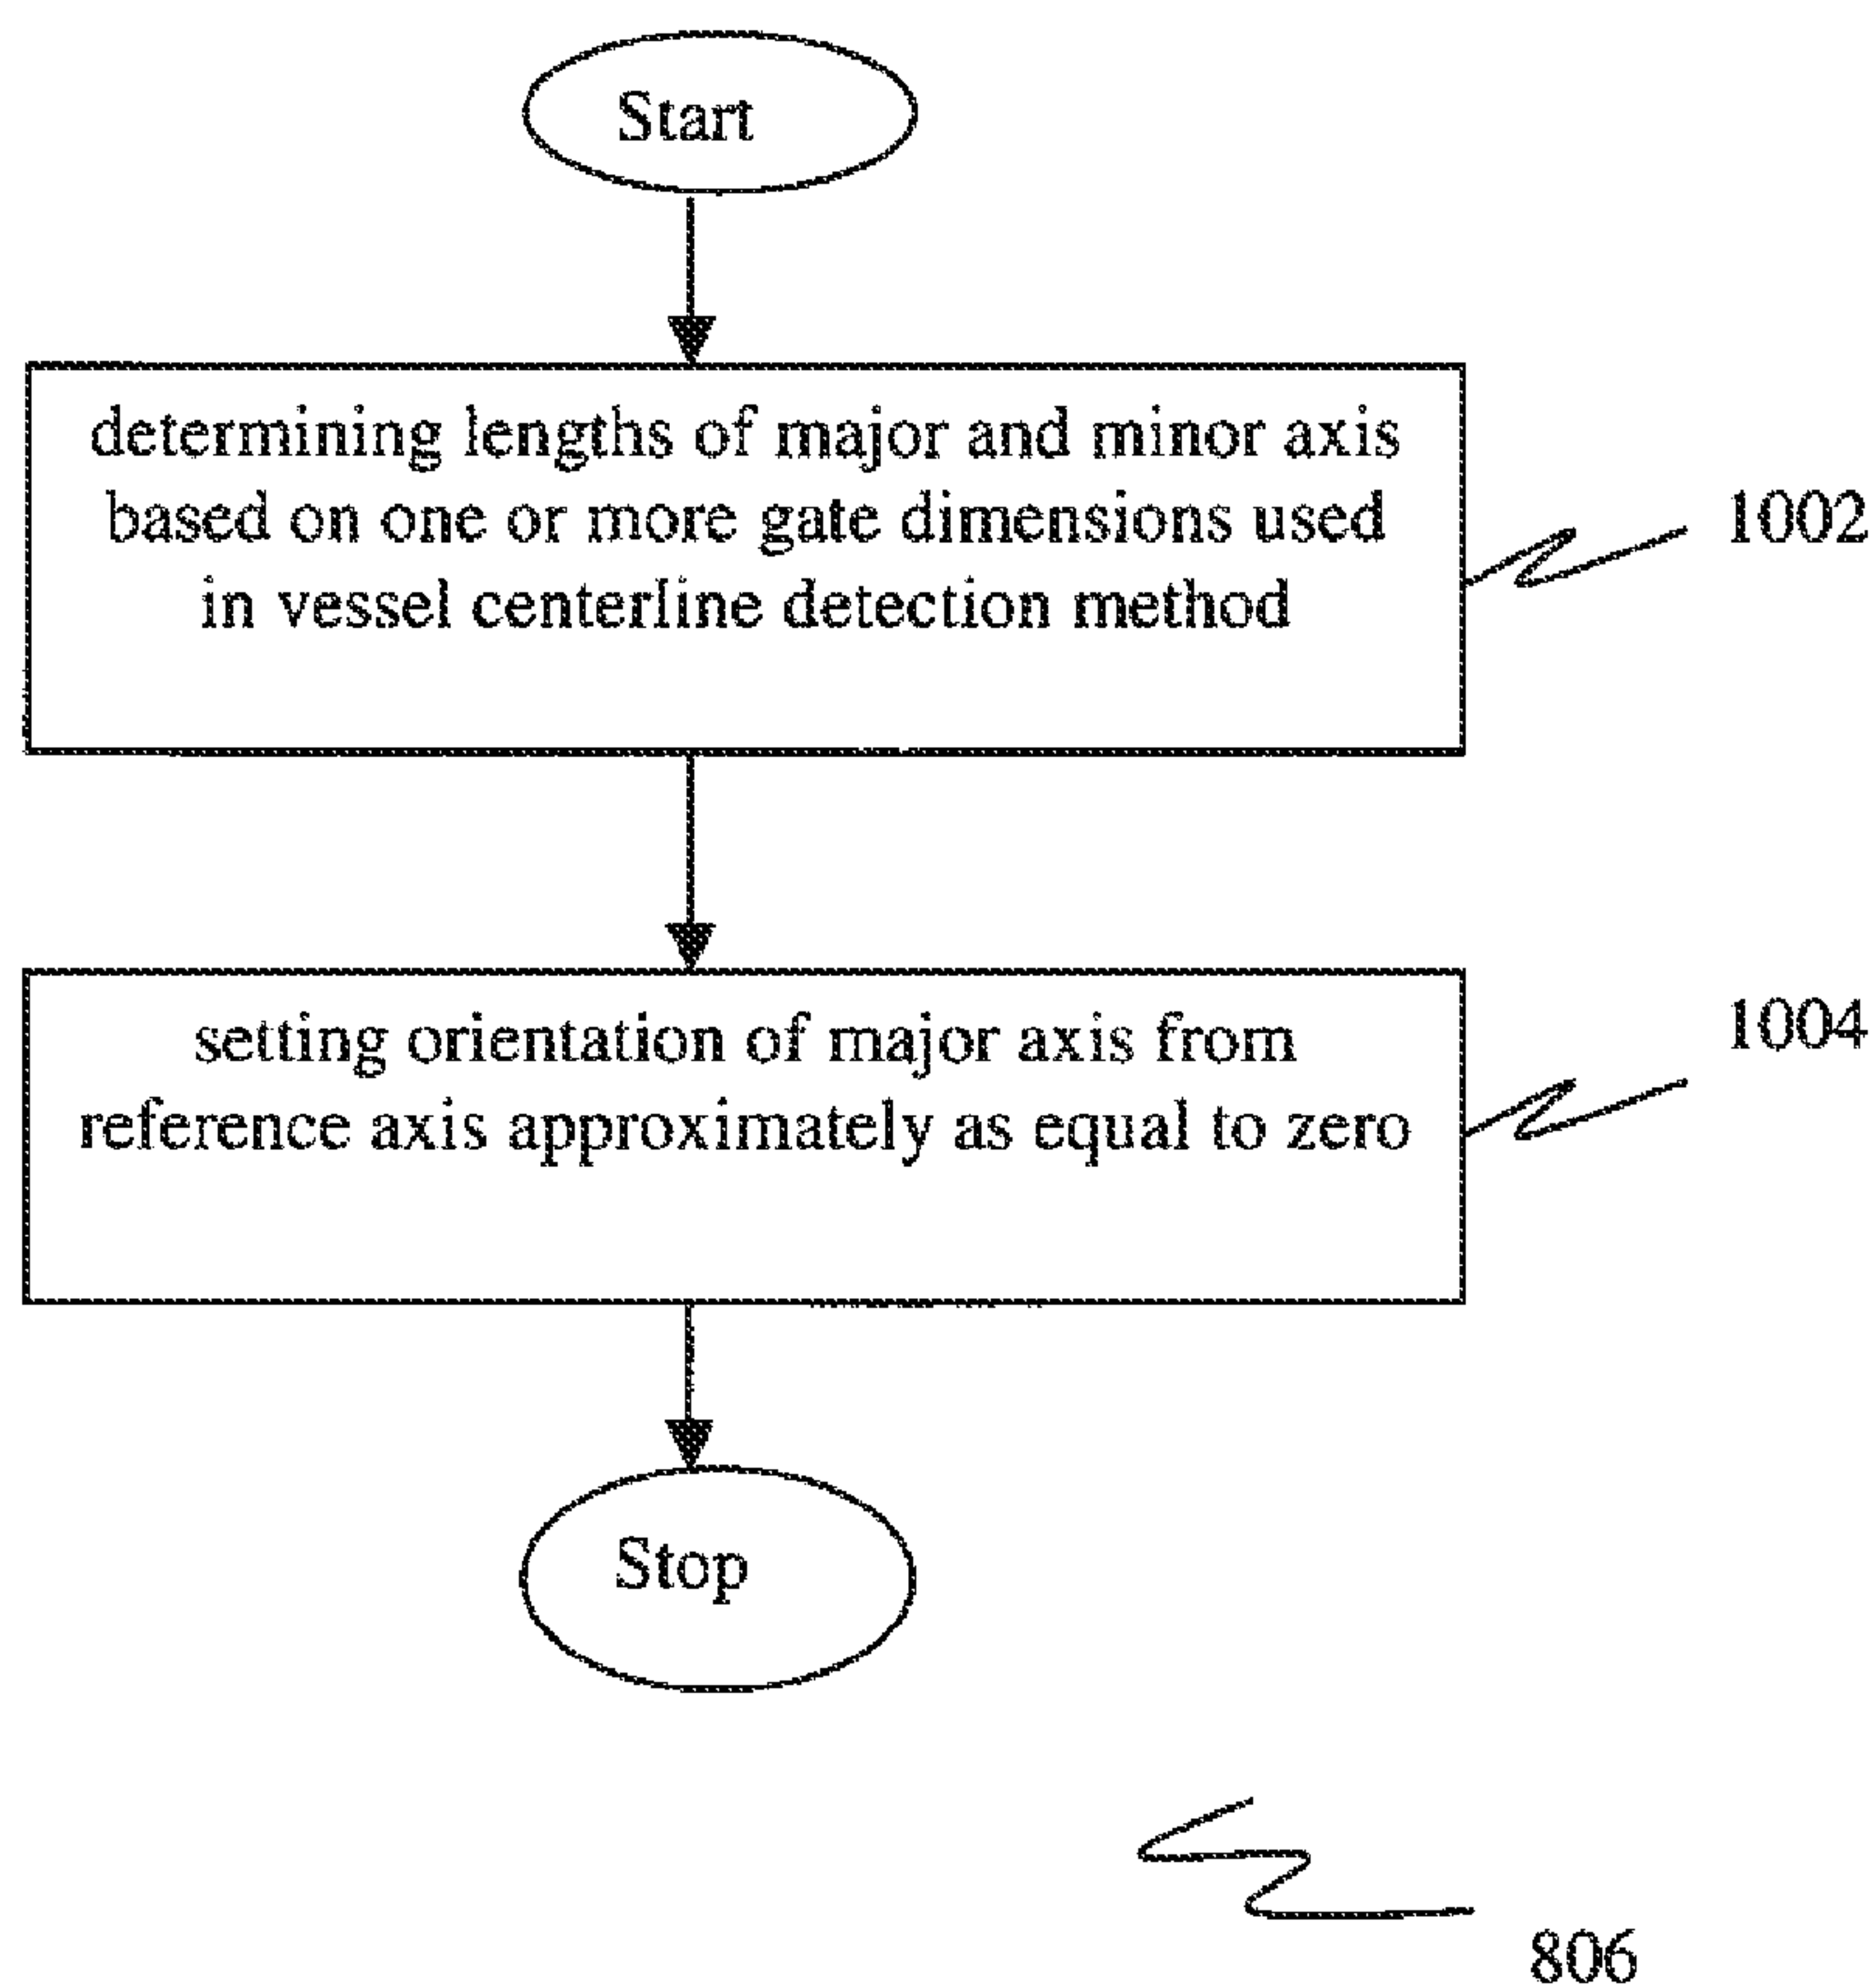 Start
determining lengths of major and minor axis
based on one or more gate dimensions used
in vessel centerline detection method
1002
setting orientation of major axis from
reference axis approximately as equal to zero
1004
Stop
806